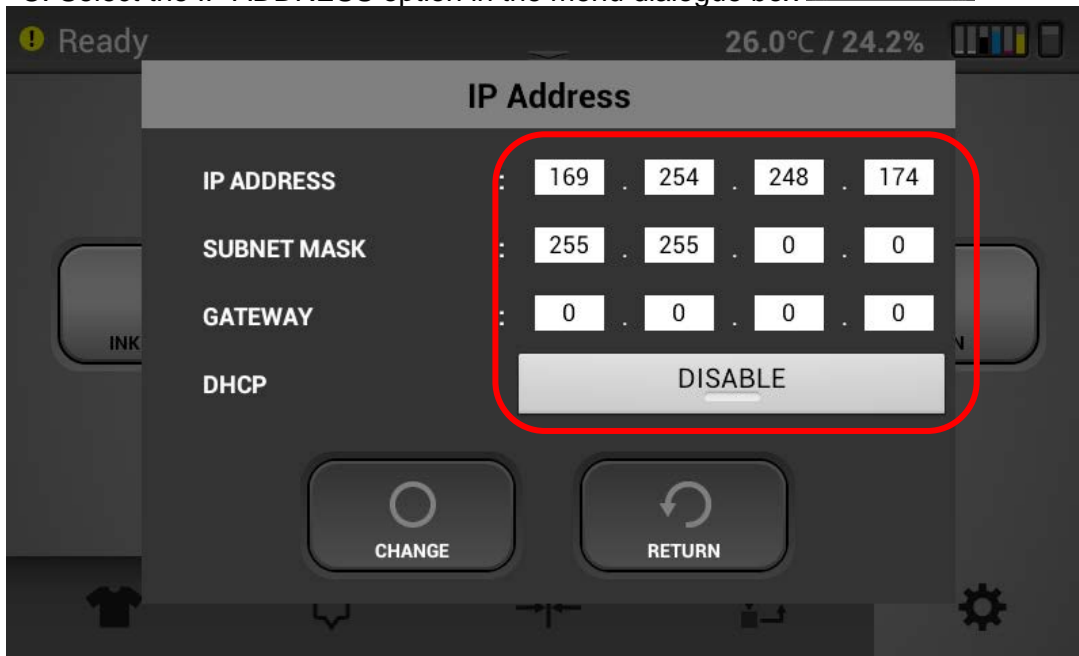 Ready 26.0°C / 24.2%
IP Address
IP ADDRESS : 169 . 254 . 248 . 174
SUBNET MASK : 255 . 255 . 0 . 0
GATEWAY : 0 . 0 . 0 . 0
INK N
DHCP DISABLE
CHANGE RETURN